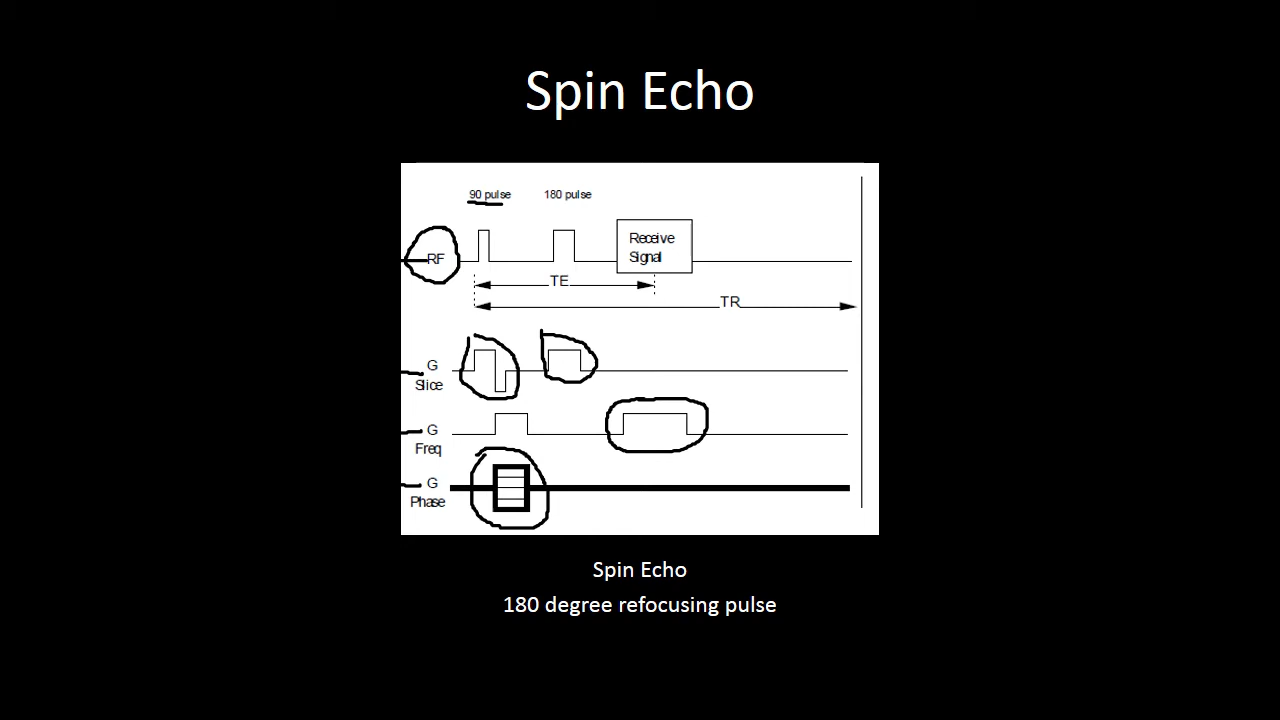 Spin Echo
90 pulse 180 pulse
RF
Receive
Signal
TE
TR
G
Slice
G
Freq
G
Phase
Spin Echo
180 degree refocusing pulse